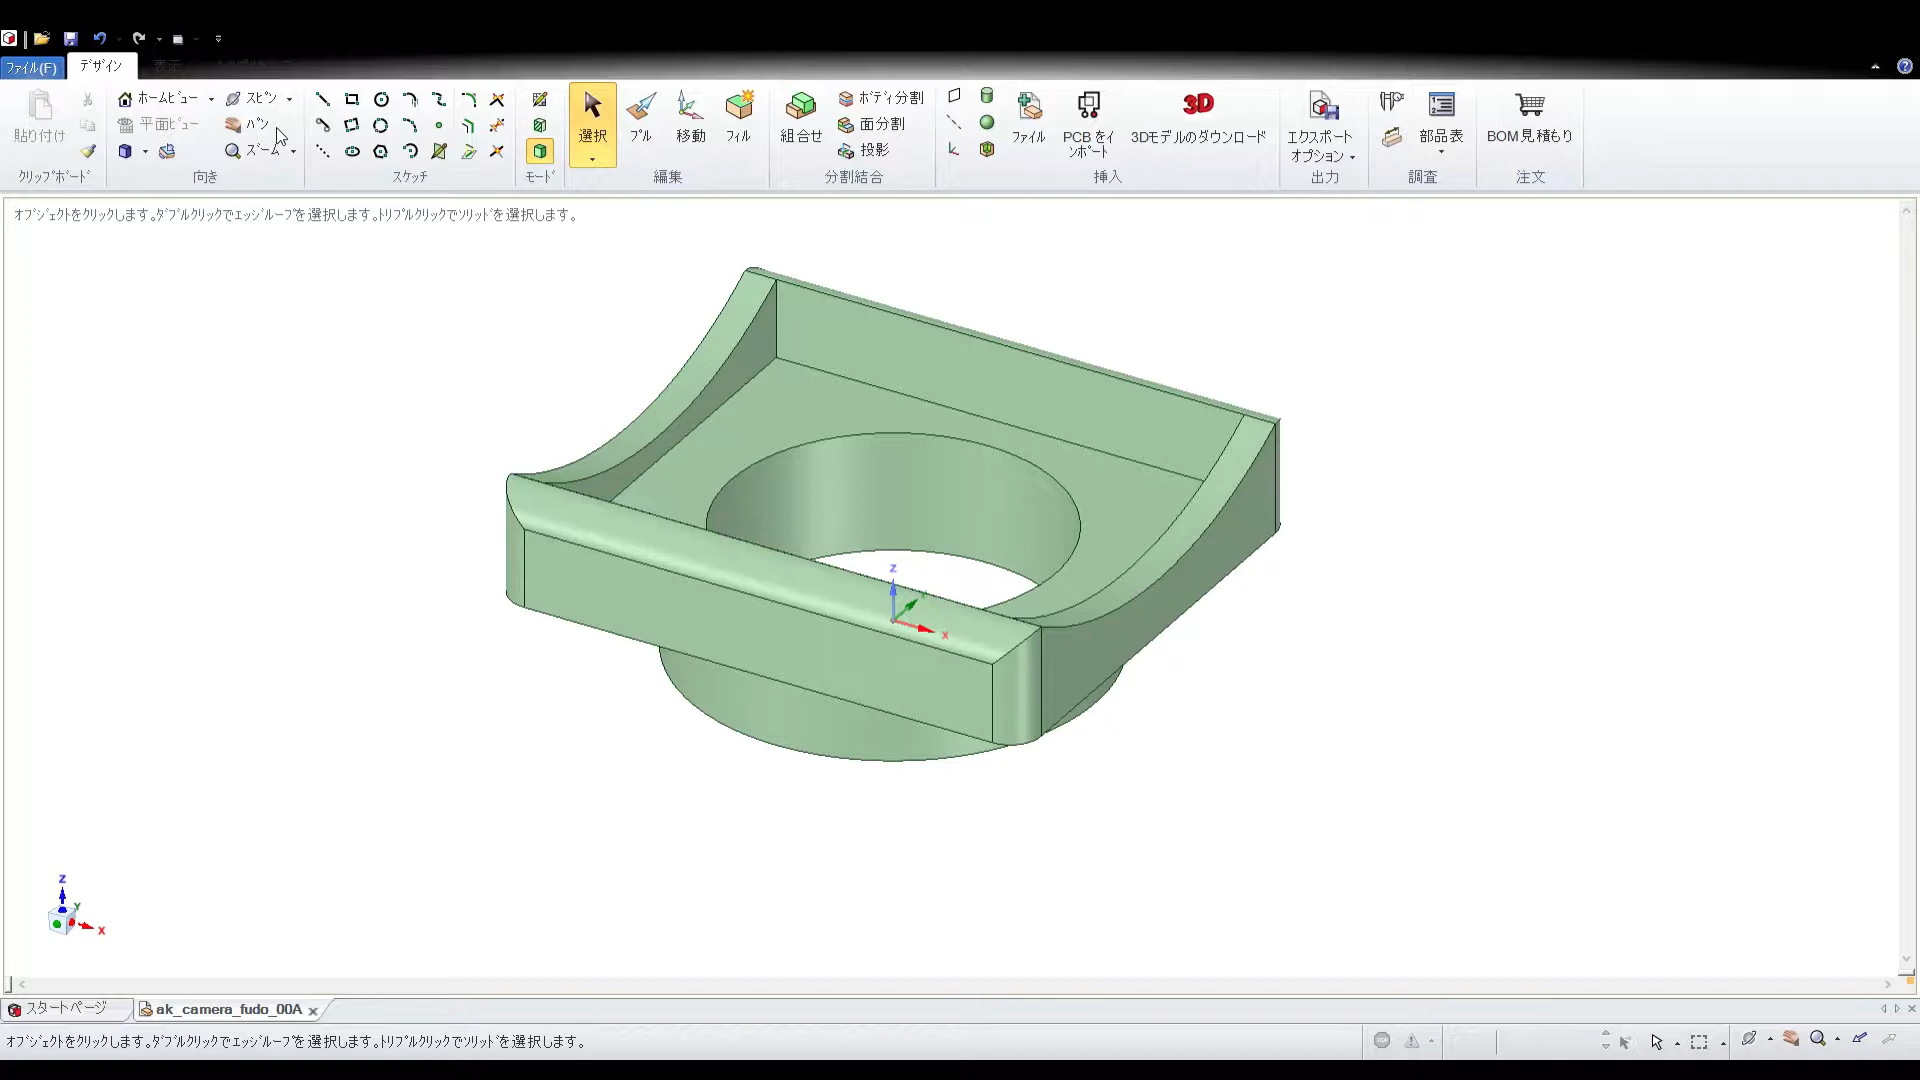 ファイル(F) デザイン 表示
貼り付け
クリップボード
ホームビュー
平面ビュー
スピン
パン
ズーム
向き
スケッチ
モード
選択 プル 移動 フィル
編集
組合せ
ボディ分割
面分割
投影
分割結合
ファイル
PCBをイ
ンポート
3D
3Dモデルのダウンロード
挿入
エクスポート
オプション
出力
部品表
調査
BOM見積もり
注文
オブジェクトをクリックします。ダブルクリックでエッジループを選択します。トリプルクリックでソリッドを選択します。
Z
X
Z
Y
X
スタートページ ak_camera_fudo_00A
オブジェクトをクリックします。ダブルクリックでエッジループを選択します。トリプルクリックでソリッドを選択します。